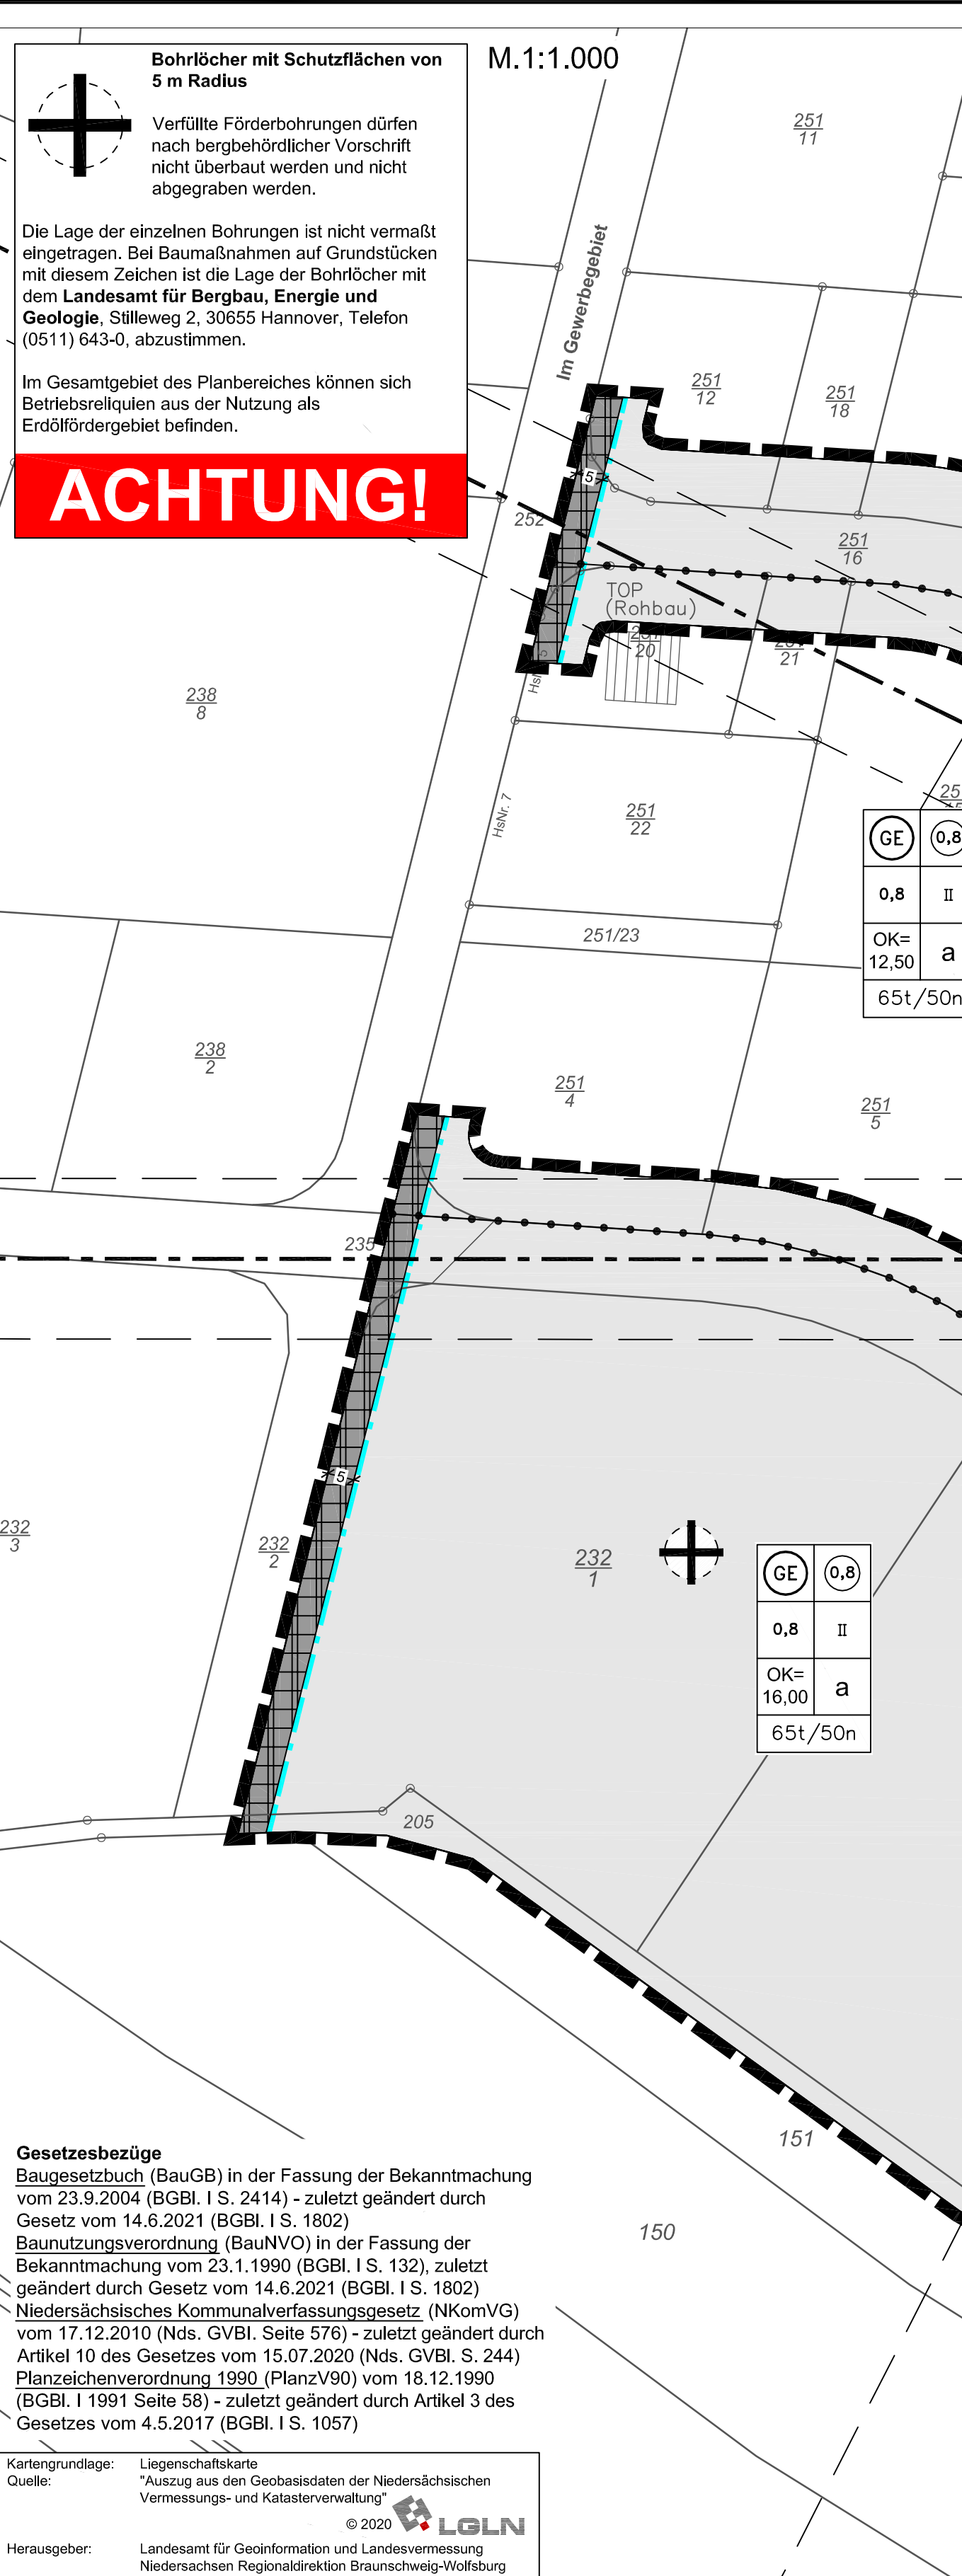 M.1:1.000
Bohrlöcher mit Schutzflächen von
5 m Radius
Verfüllte Förderbohrungen dürfen
nach bergbehördlicher Vorschrift
nicht überbaut werden und nicht
abgegraben werden.
Die Lage der einzelnen Bohrungen ist nicht vermaßt
eingetragen. Bei Baumaßnahmen auf Grundstücken
mit diesem Zeichen ist die Lage der Bohrlöcher mit
dem Landesamt für Bergbau, Energie und
Geologie, Stilleweg 2, 30655 Hannover, Telefon
(0511) 643-0, abzustimmen.
Im Gesamtgebiet des Planbereiches können sich
Betriebsreliquien aus der Nutzung als
Erdölfördergebiet befinden.
ACHTUNG!
251
11
Im Gewerbegebiet
251
12
251
18
5
252
251
16
TOP
(Rohbau)
20
21
238
8
HsNr. 7
251
22
GE
0,8
0,8
II
OK=
12,50
a
65t/50n
251/23
238
2
251
4
251
5
235
5
232
3
232
2
232
1
GE
0,8
0,8
II
OK=
16,00
a
65t/50n
205
151
150
Gesetzesbezüge
Baugesetzbuch (BauGB) in der Fassung der Bekanntmachung
vom 23.9.2004 (BGBl. I S. 2414) - zuletzt geändert durch
Gesetz vom 14.6.2021 (BGBl. I S. 1802)
Baunutzungsverordnung (BauNVO) in der Fassung der
Bekanntmachung vom 23.1.1990 (BGBl. I S. 132), zuletzt
geändert durch Gesetz vom 14.6.2021 (BGBl. I S. 1802)
Niedersächsisches Kommunalverfassungsgesetz (NKomVG)
vom 17.12.2010 (Nds. GVBl. Seite 576) - zuletzt geändert durch
Artikel 10 des Gesetzes vom 15.07.2020 (Nds. GVBl. S. 244)
Planzeichenverordnung 1990 (PlanzV90) vom 18.12.1990
(BGBl. I 1991 Seite 58) - zuletzt geändert durch Artikel 3 des
Gesetzes vom 4.5.2017 (BGBl. I S. 1057)
Kartengrundlage: Liegenschaftskarte
Quelle: "Auszug aus den Geobasisdaten der Niedersächsischen
Vermessungs- und Katasterverwaltung"
© 2020 LGLN
Herausgeber: Landesamt für Geoinformation und Landesvermessung
Niedersachsen Regionaldirektion Braunschweig-Wolfsburg